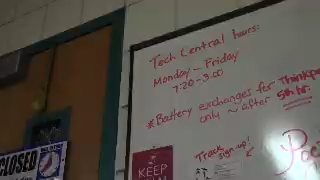 Tech Central hours:
Monday - Friday
7:20 - 3:00
*Battery exchanges for Thinkpads
only ~ after 5th hr.
Track sign-up!
KEEP
CLOSED